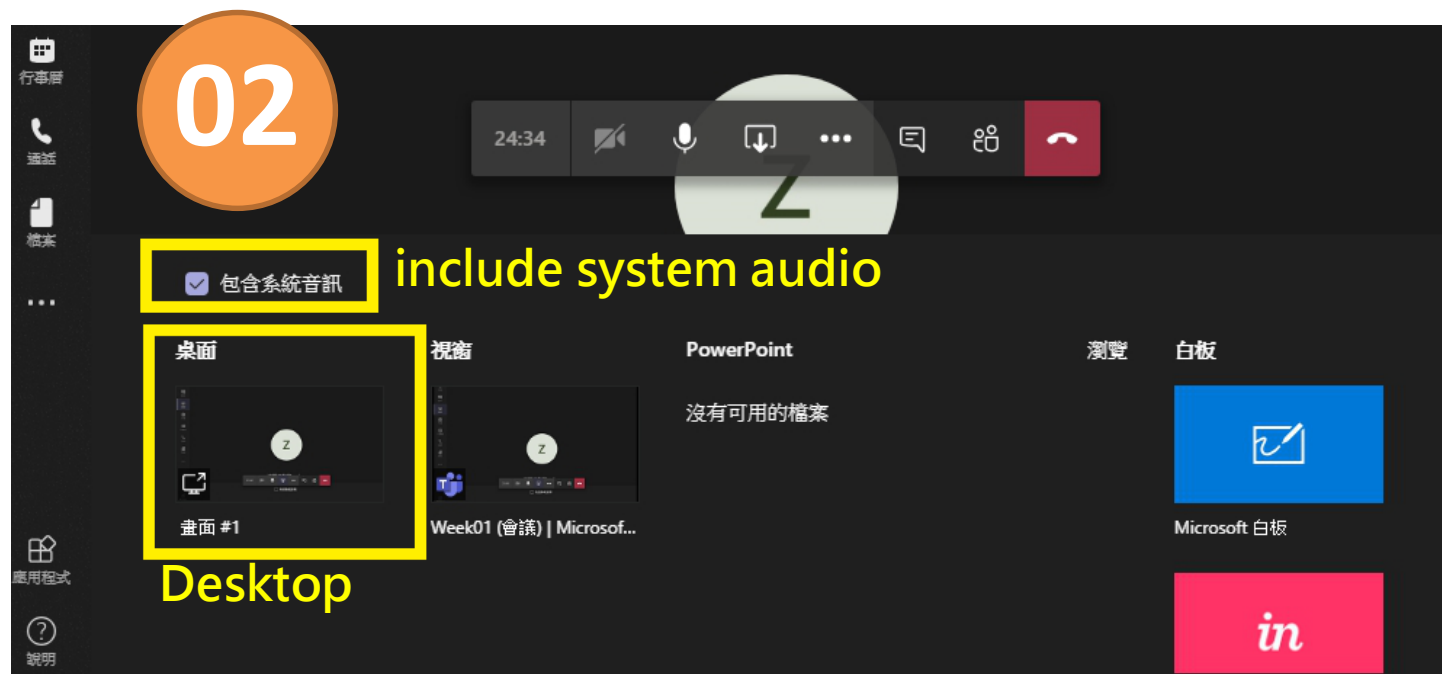 行事曆
02
通話
24:34
Z
檔案
包含系統音訊
include system audio
桌面
視窗
PowerPoint
瀏覽
白板
沒有可用的檔案
Z
Z
畫面 #1
Week01 (會議) | Microsof...
Microsoft 白板
Desktop
應用程式
in
說明